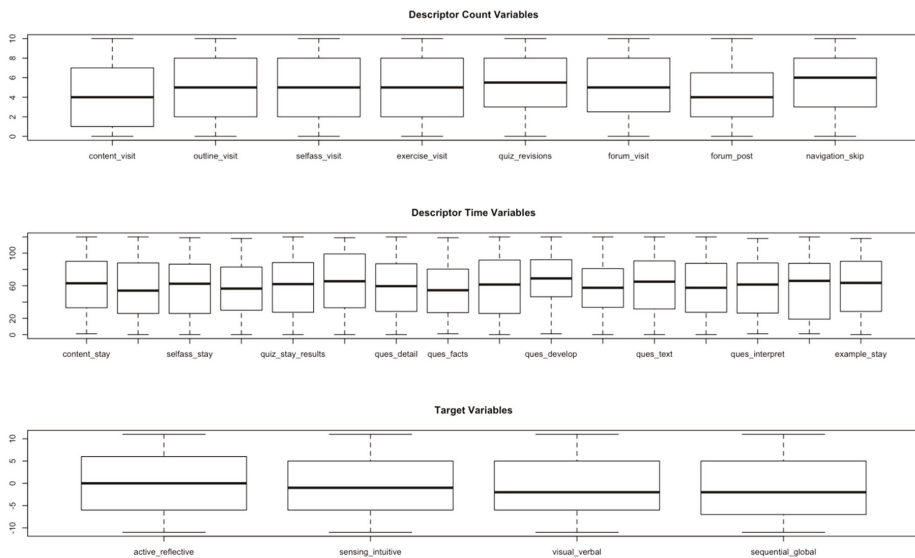 Descriptor Count Variables
10
8
6
4
2
0
content_visit outline_visit selfass_visit exercise_visit quiz_revisions forum_visit forum_post navigation_skip
Descriptor Time Variables
100
60
20
0
content_stay selfass_stay quiz_stay_results ques_detail ques_facts ques_develop ques_text ques_interpret example_stay
Target Variables
10
5
0
-5
-10
active_reflective sensing_intuitive visual_verbal sequential_global